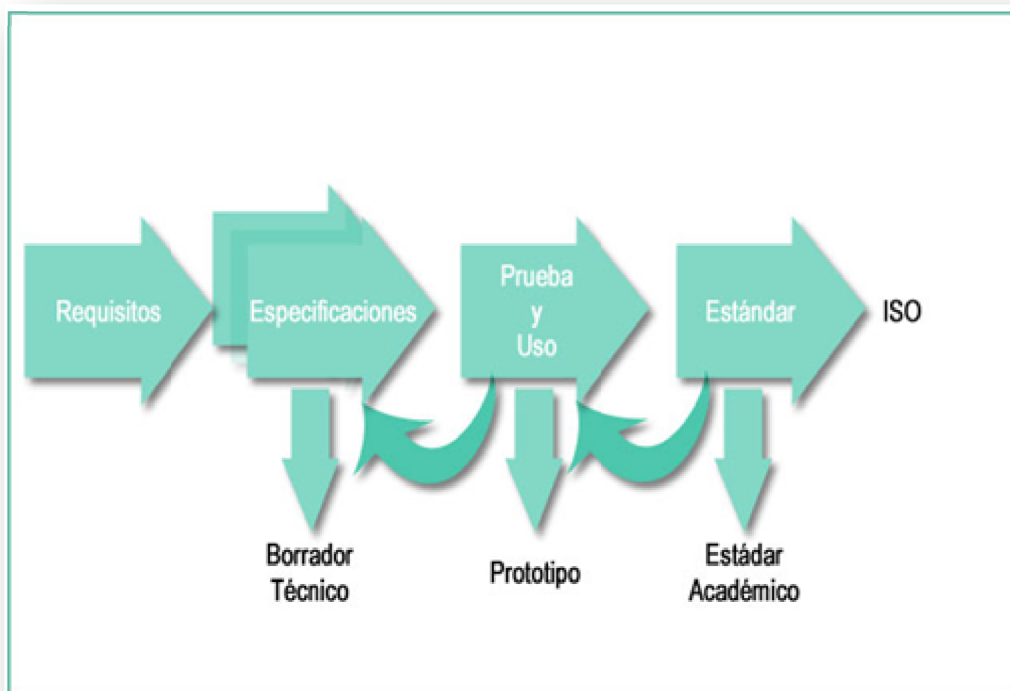 Requisitos
Especificaciones
Prueba
y
Uso
Estándar
ISO
Borrador
Técnico
Prototipo
Estádar
Académico